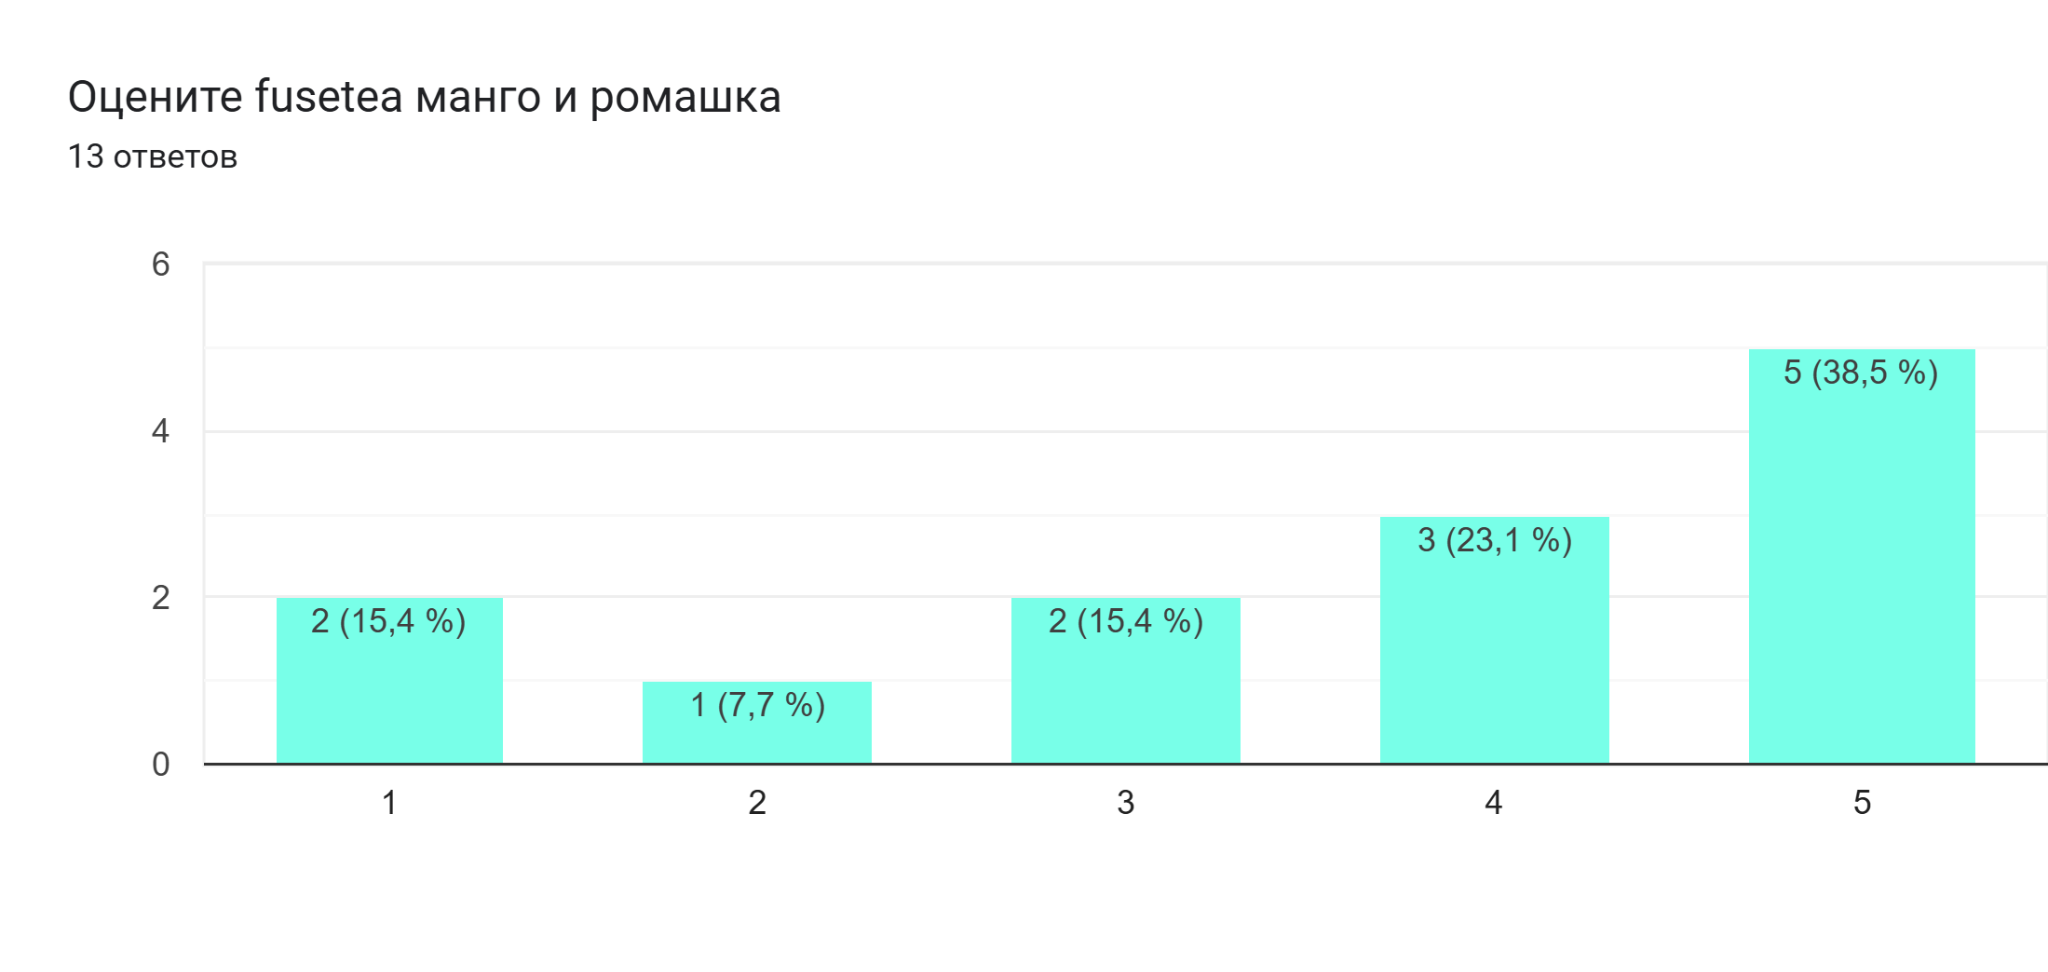 Оцените fusetea манго и ромашка
13 ответов
6
4
2
0
2 (15,4 %)
1 (7,7 %)
2 (15,4 %)
3 (23,1 %)
5 (38,5 %)
1
2
3
4
5